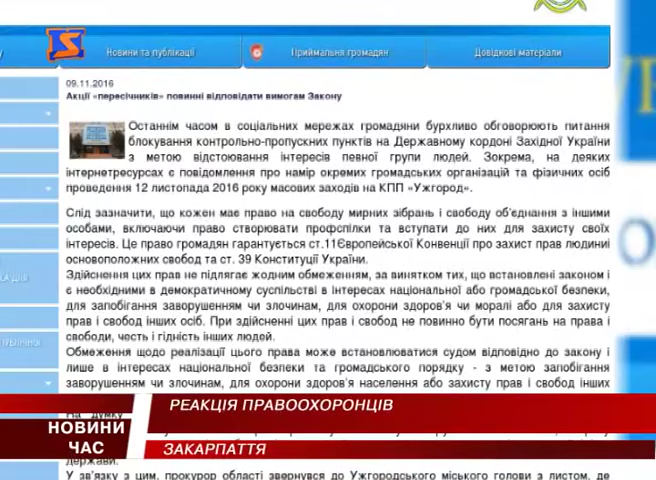 Новини та публікації
Приймальня громадян
Довідкові матеріали
09.11.2016
Акції «пересічників» повинні відповідати вимогам Закону
Останнім часом в соціальних мережах громадяни бурхливо обговорюють питання
блокування контрольно-пропускних пунктів на Державному кордоні Західної України
з метою відстоювання інтересів певної групи людей. Зокрема, на деяких
інтернетресурсах є повідомлення про намір окремих громадських організацій та фізичних осіб
проведення 12 листопада 2016 року масових заходів на КПП «Ужгород».
Слід зазначити, що кожен має право на свободу мирних зібрань і свободу об'єднання з іншими
особами, включаючи право створювати профспілки та вступати до них для захисту своїх
інтересів. Це право громадян гарантується ст.11Європейської Конвенції про захист прав людинии
основоположних свобод та ст. 39 Конституції України.
Здійснення цих прав не підлягає жодним обмеженням, за винятком тих, що встановлені законом і
є необхідними в демократичному суспільстві в інтересах національної або громадської безпеки,
для запобігання заворушенням чи злочинам, для охорони здоров'я чи моралі або для захисту
прав і свобод інших осіб. При здійсненні цих прав і свобод не повинно бути посягань на права і
свободи, честь і гідність інших людей.
Обмеження щодо реалізації цього права може встановлюватися судом відповідно до закону і
лише в інтересах національної безпеки та громадського порядку - з метою запобігання
заворушенням чи злочинам, для охорони здоров'я населення або захисту прав і свобод інших
РЕАКЦІЯ ПРАВООХОРОНЦІВ
На думку
НОВИНИ
ЧАС
ЗАКАРПАТТЯ
держави.
У зв'язку з цим, прокурор області звернувся до Ужгородського міського голови з листом, де